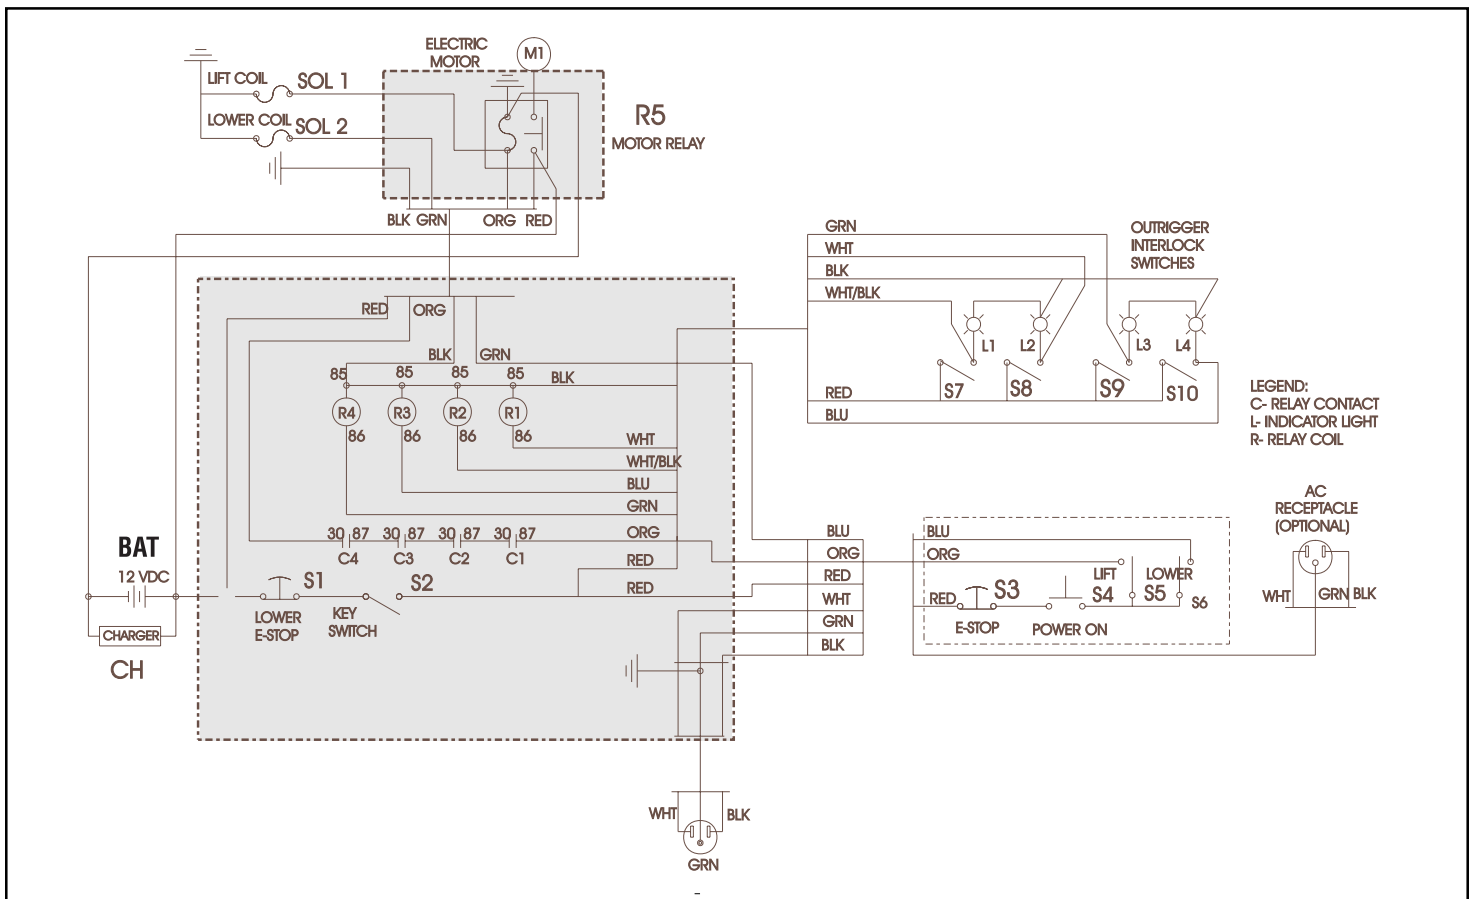 ELECTRIC
MOTOR
M1
LIFT COIL
SOL 1
LOWER COIL
SOL 2
R5
MOTOR RELAY
BLK GRN ORG RED
GRN
WHT
BLK
WHT/BLK
OUTRIGGER
INTERLOCK
SWITCHES
L1 L2 L3 L4
S7 S8 S9 S10
RED
BLU
LEGEND:
C- RELAY CONTACT
L- INDICATOR LIGHT
R- RELAY COIL
RED ORG
BLK GRN
85 85 85 85
BLK
R4 R3 R2 R1
86 86 86 86
WHT
WHT/BLK
BLU
GRN
30 87 30 87 30 87 30 87
ORG
C4 C3 C2 C1
RED
RED
BAT
12 VDC
CHARGER
CH
S1
LOWER
E-STOP
S2
KEY
SWITCH
BLU
ORG
RED
WHT
GRN
BLK
BLU
ORG
RED
S3
E-STOP
LIFT
S4
POWER ON
LOWER
S5
S6
AC
RECEPTACLE
(OPTIONAL)
WHT GRN BLK
WHT BLK
GRN